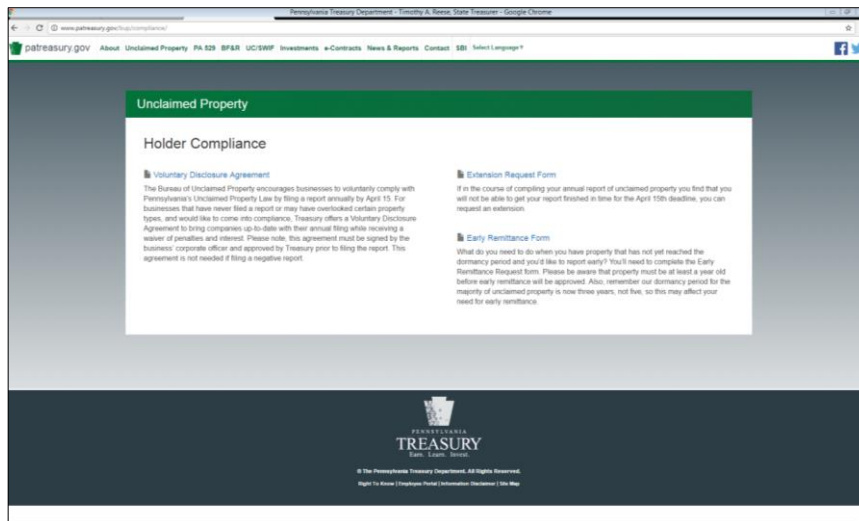 Pennsylvania Treasury Department - Timothy A. Reese, State Treasurer - Google Chrome
www.patreasury.gov/bup/compliance/
patreasury.gov About Unclaimed Property PA 529 BF&R UC/SWIF Investments e-Contracts News & Reports Contact SBI Select Language
Unclaimed Property
Holder Compliance
Voluntary Disclosure Agreement
The Bureau of Unclaimed Property encourages businesses to voluntarily comply with
Pennsylvania's Unclaimed Property Law by filing a report annually by April 15. For
businesses that have never filed a report or may have overlooked certain property
types, and would like to come into compliance, Treasury offers a Voluntary Disclosure
Agreement to bring companies up-to-date with their annual filing while receiving a
waiver of penalties and interest. Please note, this agreement must be signed by the
business' corporate officer and approved by Treasury prior to filing the report. This
agreement is not needed if filing a negative report.
Extension Request Form
If in the course of compiling your annual report of unclaimed property you find that you
will not be able to get your report finished in time for the April 15th deadline, you can
request an extension.
Early Remittance Form
What do you need to do when you have property that has not yet reached the
dormancy period and you'd like to report early? You'll need to complete the Early
Remittance Request form. Please be aware that property must be at least a year old
before early remittance will be approved. Also, remember our dormancy period for the
majority of unclaimed property is now three years, not five, so this may affect your
need for early remittance.
PENNSYLVANIA
TREASURY
Earn. Learn. Invest.
© The Pennsylvania Treasury Department. All Rights Reserved.
Right To Know | Employee Portal | Information Disclaimer | Site Map